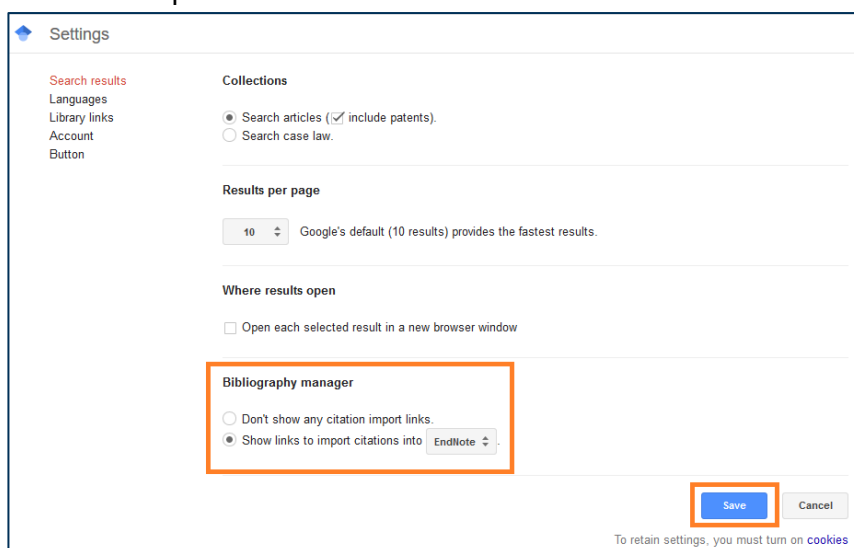 Settings
Search results
Languages
Library links
Account
Button
Collections
Search articles (include patents).
Search case law.
Results per page
10 Google's default (10 results) provides the fastest results.
Where results open
Open each selected result in a new browser window
Bibliography manager
Don't show any citation import links.
Show links to import citations into EndNote .
Save Cancel
To retain settings, you must turn on cookies